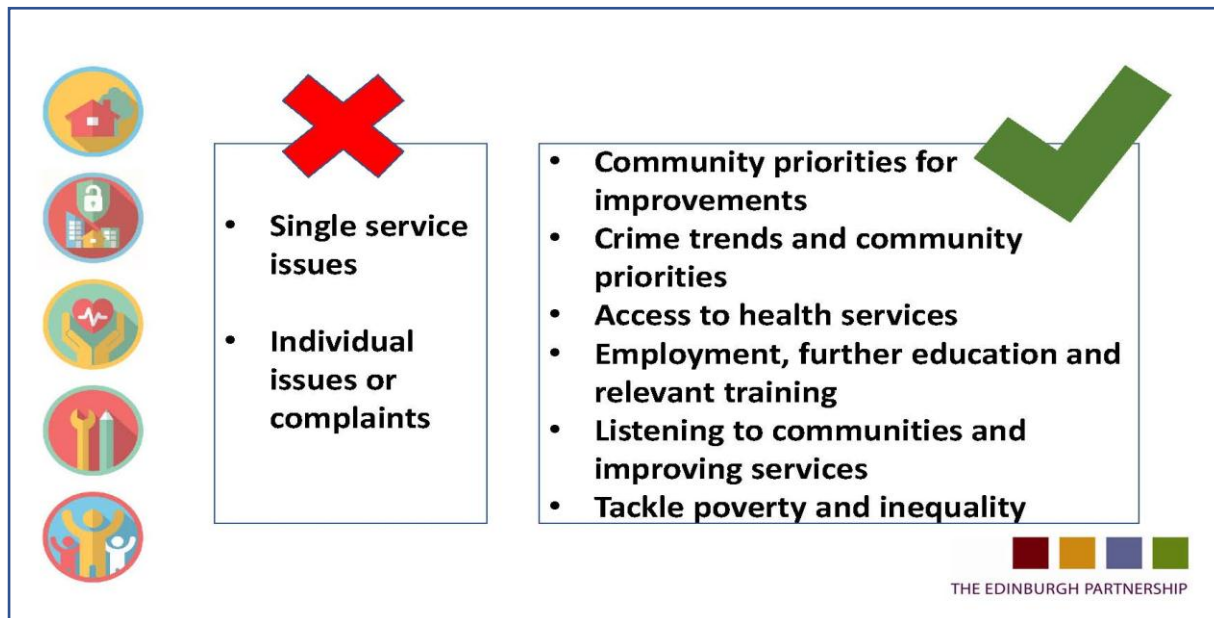 • Single service
issues
• Individual
issues or
complaints
• Community priorities for
improvements
• Crime trends and community
priorities
• Access to health services
• Employment, further education and
relevant training
• Listening to communities and
improving services
• Tackle poverty and inequality
THE EDINBURGH PARTNERSHIP